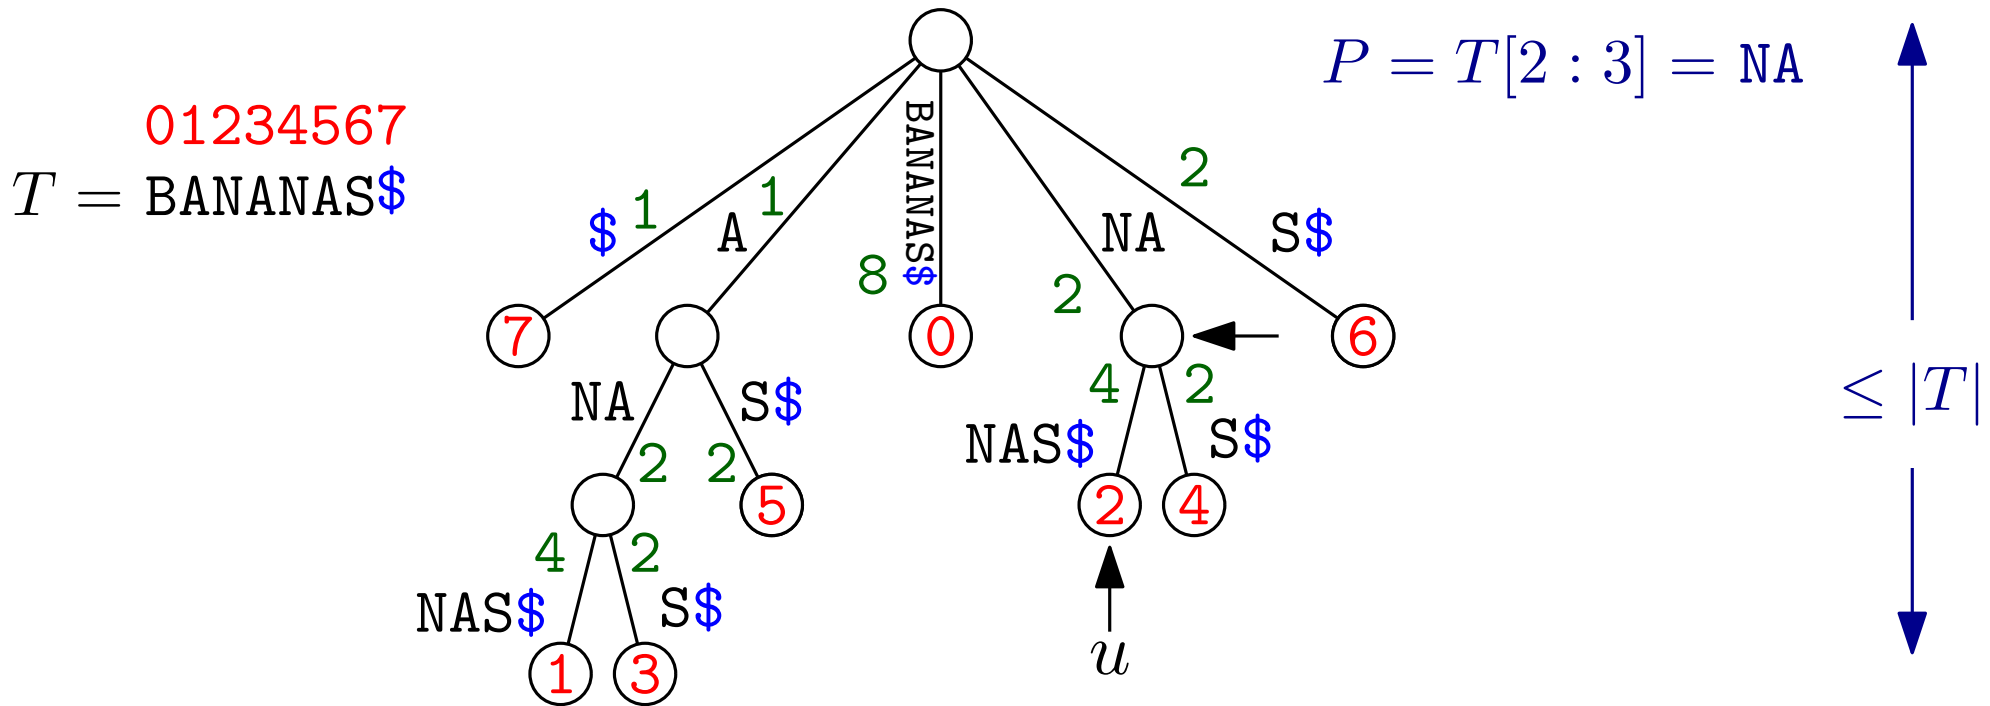 P = T[2 : 3] = NA
01234567
T = BANANAS$
BANANAS$
2
1
1
$
A
NA
S$
8
2
7
0
6
NA
S$
4
2
NAS$
S$
2
2
5
2
4
≤ |T|
4
2
NAS$
S$
u
1
3